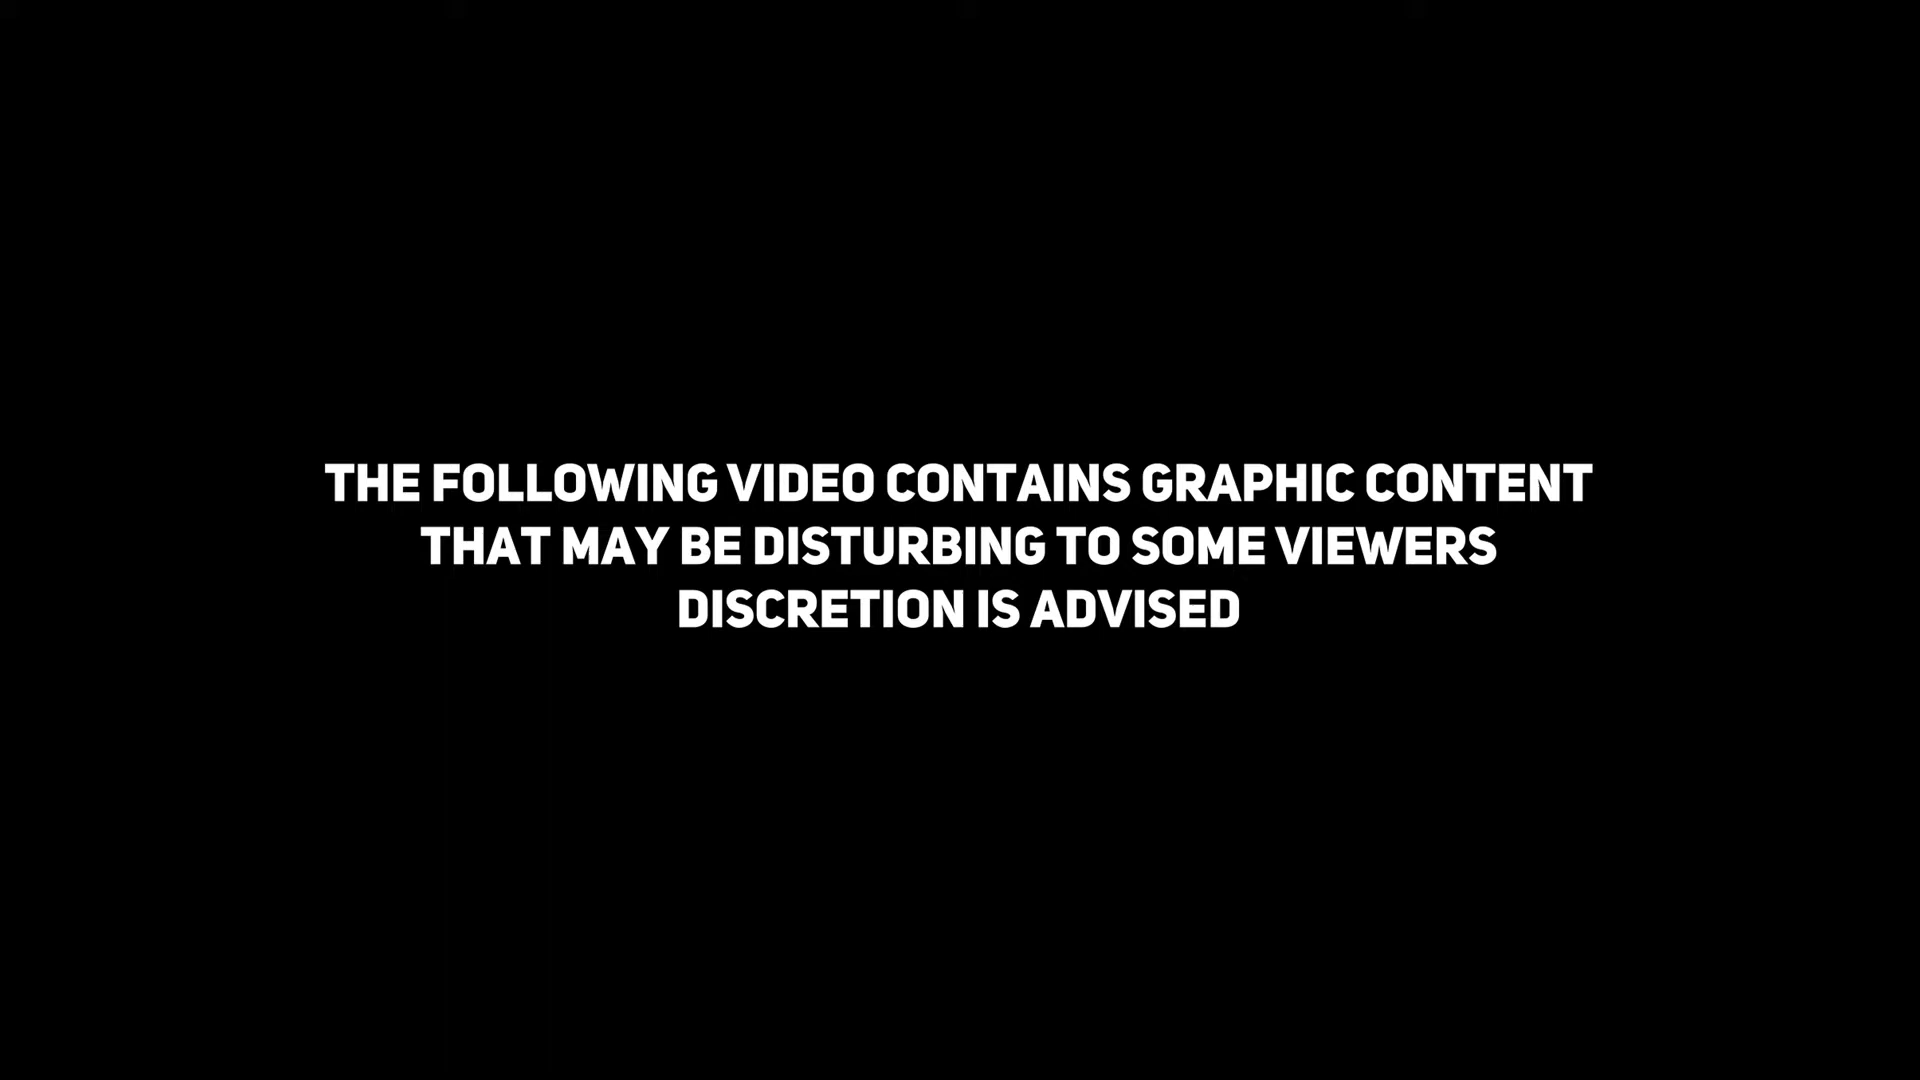 THE FOLLOWING VIDEO CONTAINS GRAPHIC CONTENT
THAT MAY BE DISTURBING TO SOME VIEWERS
DISCRETION IS ADVISED